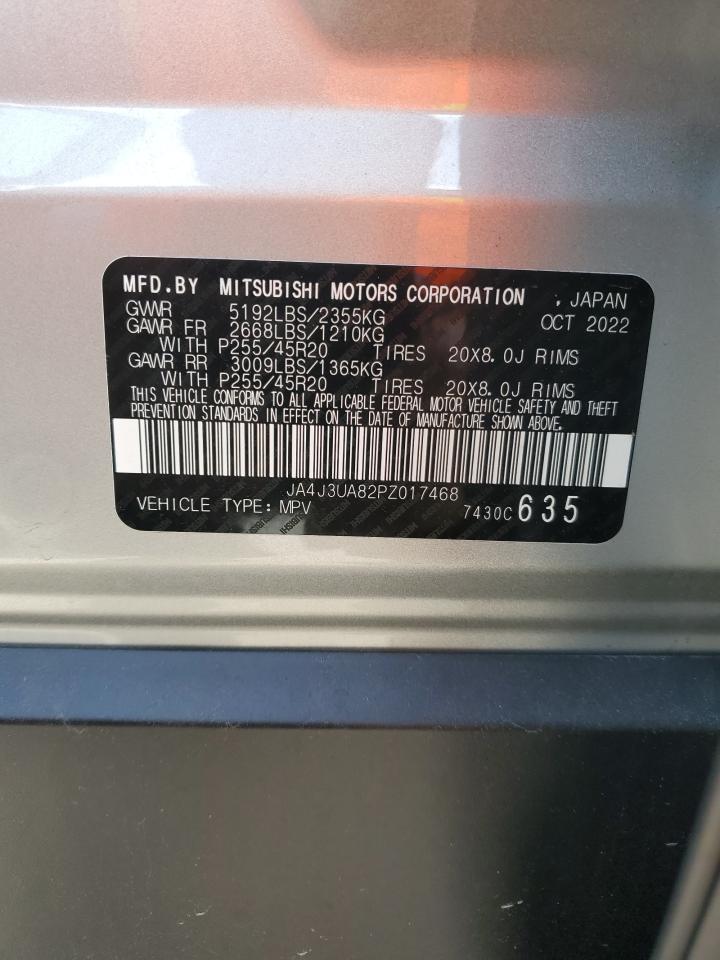 MFD.BY MITSUBISHI MOTORS CORPORATION , JAPAN
GVWR 5192LBS/2355KG OCT 2022
GAWR FR 2668LBS/1210KG
WITH P255/45R20 TIRES 20X8.0J RIMS
GAWR RR 3009LBS/1365KG
WITH P255/45R20 TIRES 20X8.0J RIMS
THIS VEHICLE CONFORMS TO ALL APPLICABLE FEDERAL MOTOR VEHICLE SAFETY AND THEFT
PREVENTION STANDARDS IN EFFECT ON THE DATE OF MANUFACTURE SHOWN ABOVE.
JA4J3UA82PZ017468
VEHICLE TYPE: MPV 7430C 635